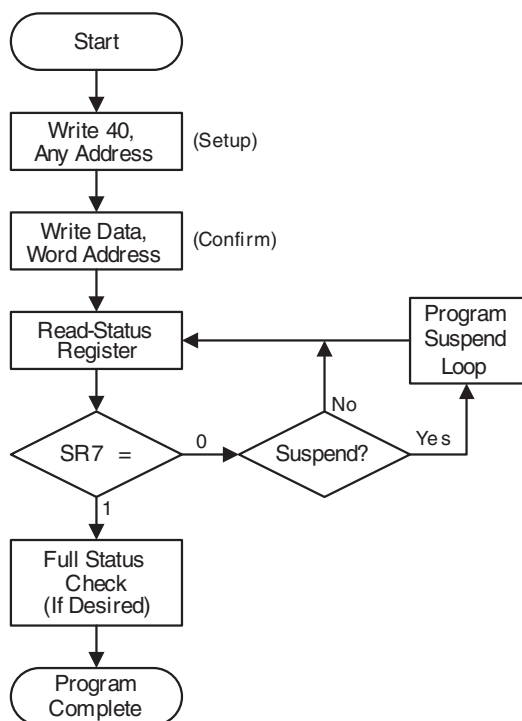 Start
Write 40,
Any Address
(Setup)
Write Data,
Word Address
(Confirm)
Read-Status
Register
Program
Suspend
Loop
No
SR7 =
0
Suspend?
Yes
1
Full Status
Check
(If Desired)
Program
Complete